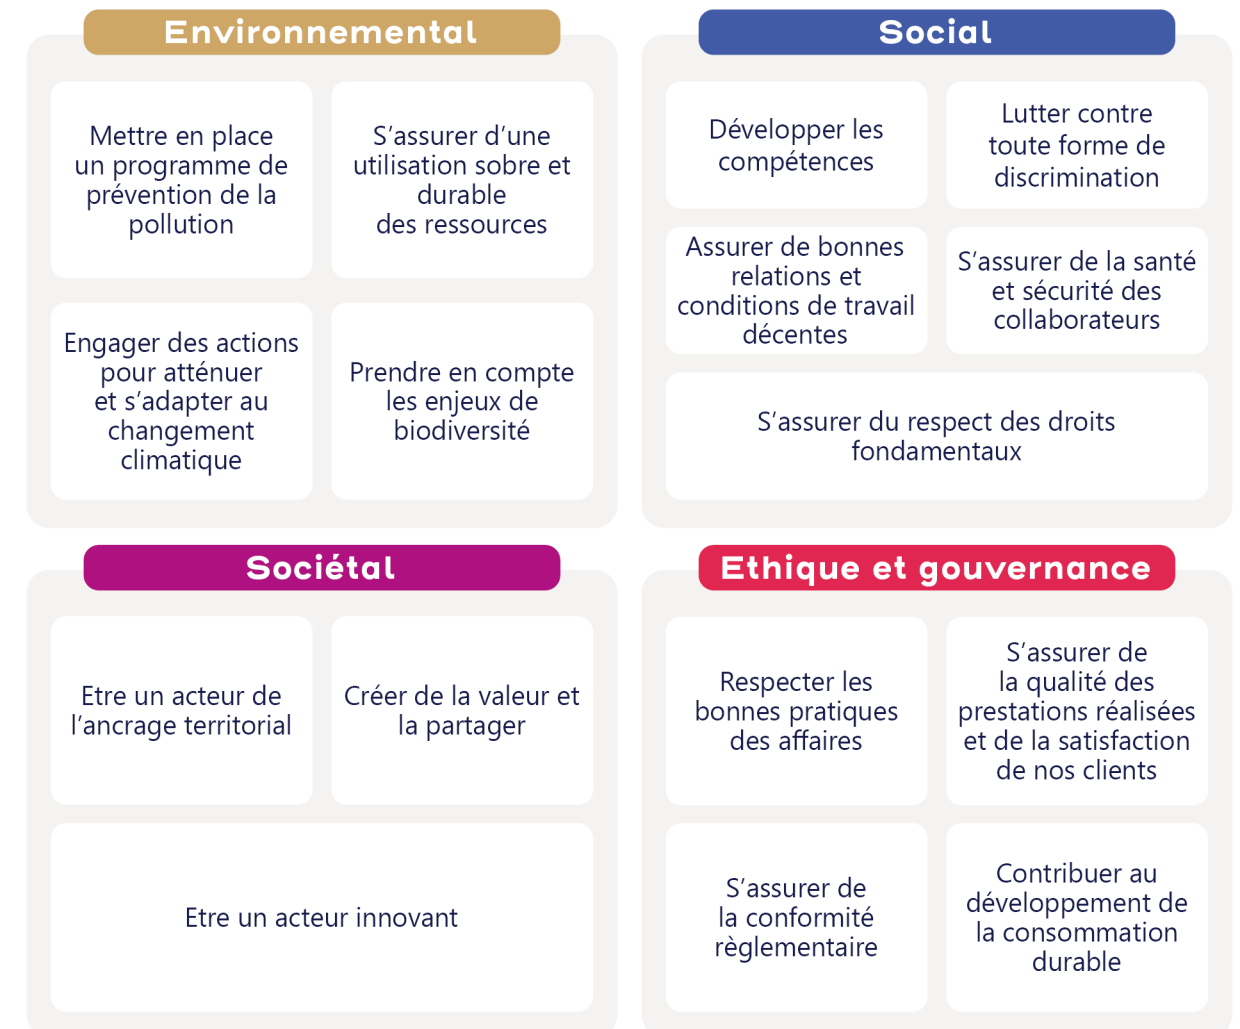 Environnemental
Mettre en place
un programme de
prévention de la
pollution
S'assurer d'une
utilisation sobre et
durable
des ressources
Engager des actions
pour atténuer
et s'adapter au
changement
climatique
Prendre en compte
les enjeux de
biodiversité
Social
Développer les
compétences
Lutter contre
toute forme de
discrimination
Assurer de bonnes
relations et
conditions de travail
décentes
S'assurer de la santé
et sécurité des
collaborateurs
S'assurer du respect des droits
fondamentaux
Sociétal
Etre un acteur de
l'ancrage territorial
Créer de la valeur et
la partager
Etre un acteur innovant
Ethique et gouvernance
Respecter les
bonnes pratiques
des affaires
S'assurer de
la qualité des
prestations réalisées
et de la satisfaction
de nos clients
S'assurer de
la conformité
règlementaire
Contribuer au
développement de
la consommation
durable